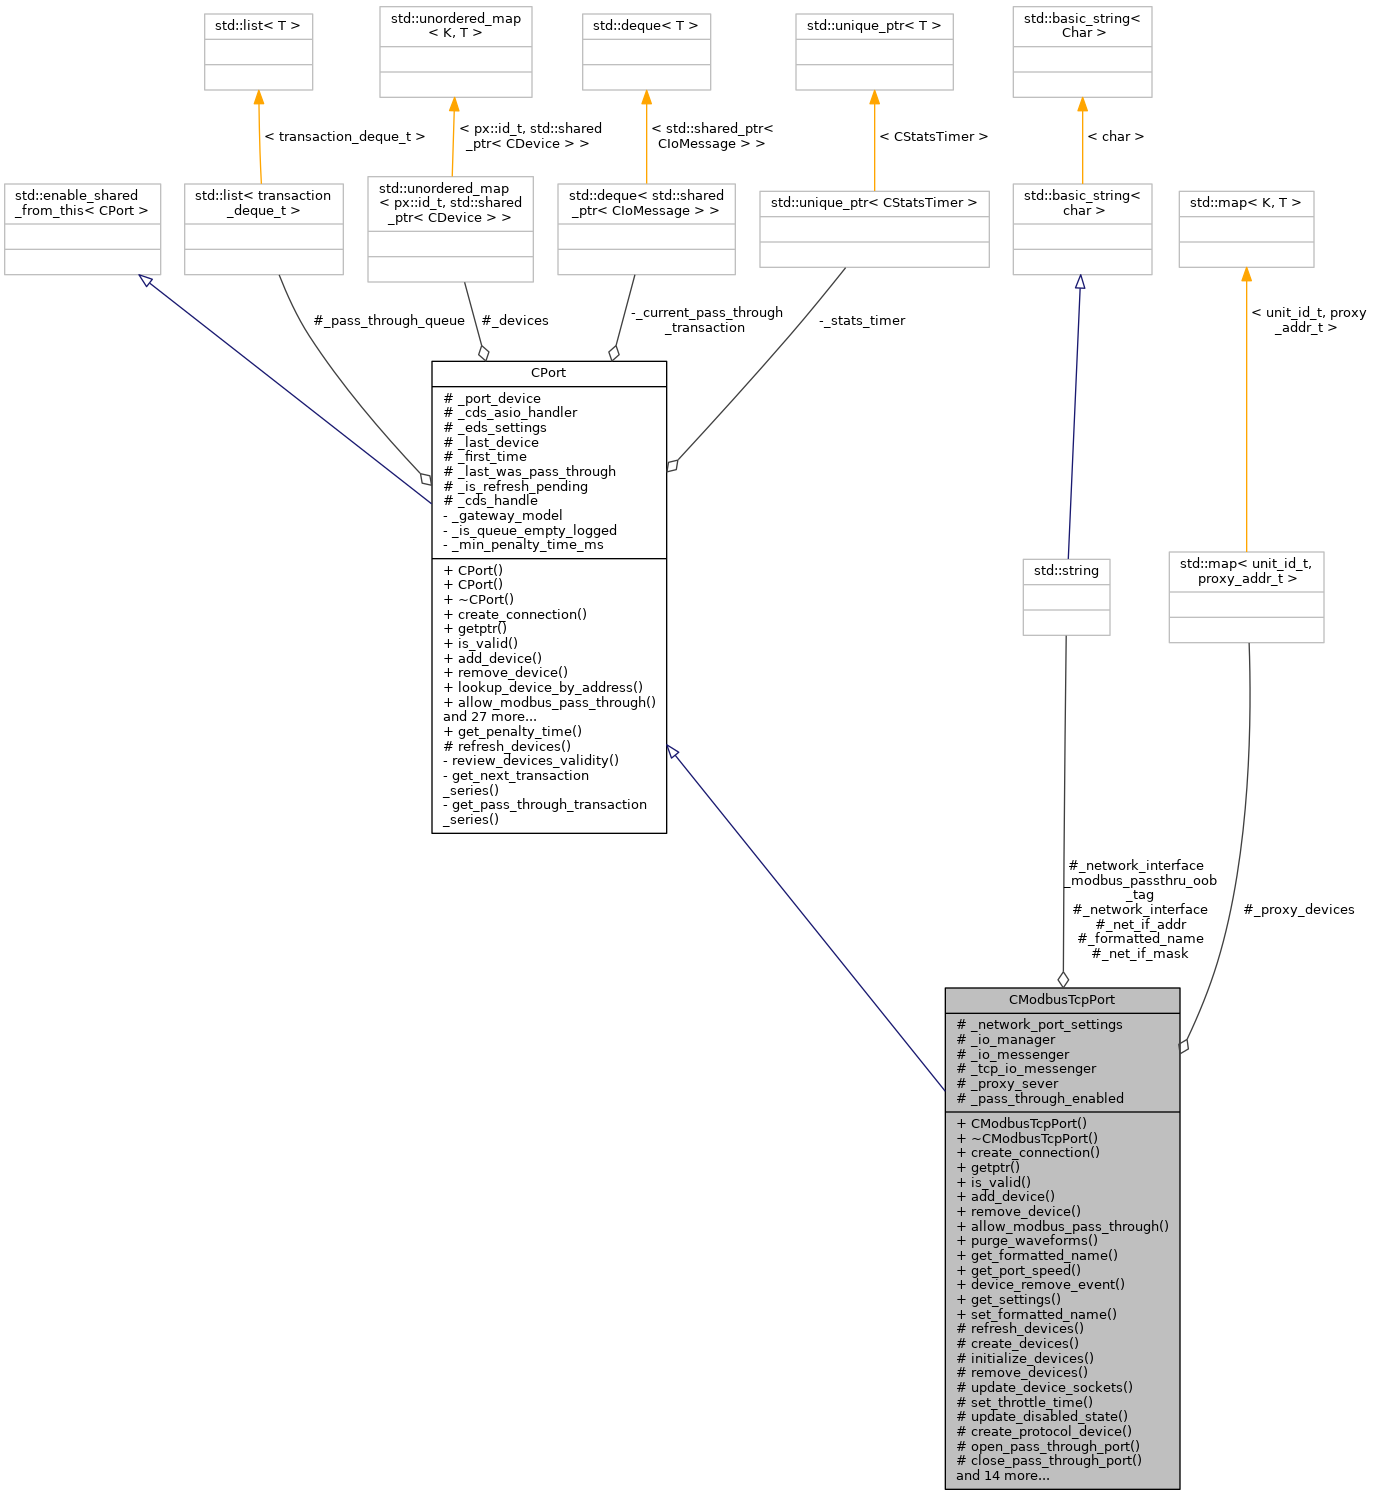 std::list< T >
std::unordered_map
< K, T >
std::deque< T >
std::unique_ptr< T >
std::basic_string<
Char >
< transaction_deque_t >
< px::id_t, std::shared
_ptr< CDevice > >
< std::shared_ptr<
CIoMessage > >
< CStatsTimer >
< char >
std::enable_shared
_from_this< CPort >
std::list< transaction
_deque_t >
std::unordered_map
< px::id_t, std::shared
_ptr< CDevice > >
std::deque< std::shared
_ptr< CIoMessage > >
std::unique_ptr< CStatsTimer >
std::basic_string<
char >
std::map< K, T >
#_pass_through_queue
#_devices
-_current_pass_through
_transaction
-_stats_timer
< unit_id_t, proxy
_addr_t >
CPort
# _port_device
# _cds_asio_handler
# _eds_settings
# _last_device
# _first_time
# _last_was_pass_through
# _is_refresh_pending
# _cds_handle
- _gateway_model
- _is_queue_empty_logged
- _min_penalty_time_ms
+ CPort()
+ CPort()
+ ~CPort()
+ create_connection()
+ getptr()
+ is_valid()
+ add_device()
+ remove_device()
+ lookup_device_by_address()
+ allow_modbus_pass_through()
and 27 more...
+ get_penalty_time()
# refresh_devices()
- review_devices_validity()
- get_next_transaction
_series()
- get_pass_through_transaction
_series()
std::string
std::map< unit_id_t,
proxy_addr_t >
#_network_interface
_modbus_passthru_oob
_tag
#_network_interface
#_net_if_addr
#_formatted_name
#_net_if_mask
#_proxy_devices
CModbusTcpPort
# _network_port_settings
# _io_manager
# _io_messenger
# _tcp_io_messenger
# _proxy_sever
# _pass_through_enabled
+ CModbusTcpPort()
+ ~CModbusTcpPort()
+ create_connection()
+ getptr()
+ is_valid()
+ add_device()
+ remove_device()
+ allow_modbus_pass_through()
+ purge_waveforms()
+ get_formatted_name()
+ get_port_speed()
+ device_remove_event()
+ get_settings()
+ set_formatted_name()
# refresh_devices()
# create_devices()
# initialize_devices()
# remove_devices()
# update_device_sockets()
# set_throttle_time()
# update_disabled_state()
# create_protocol_device()
# open_pass_through_port()
# close_pass_through_port()
and 14 more...